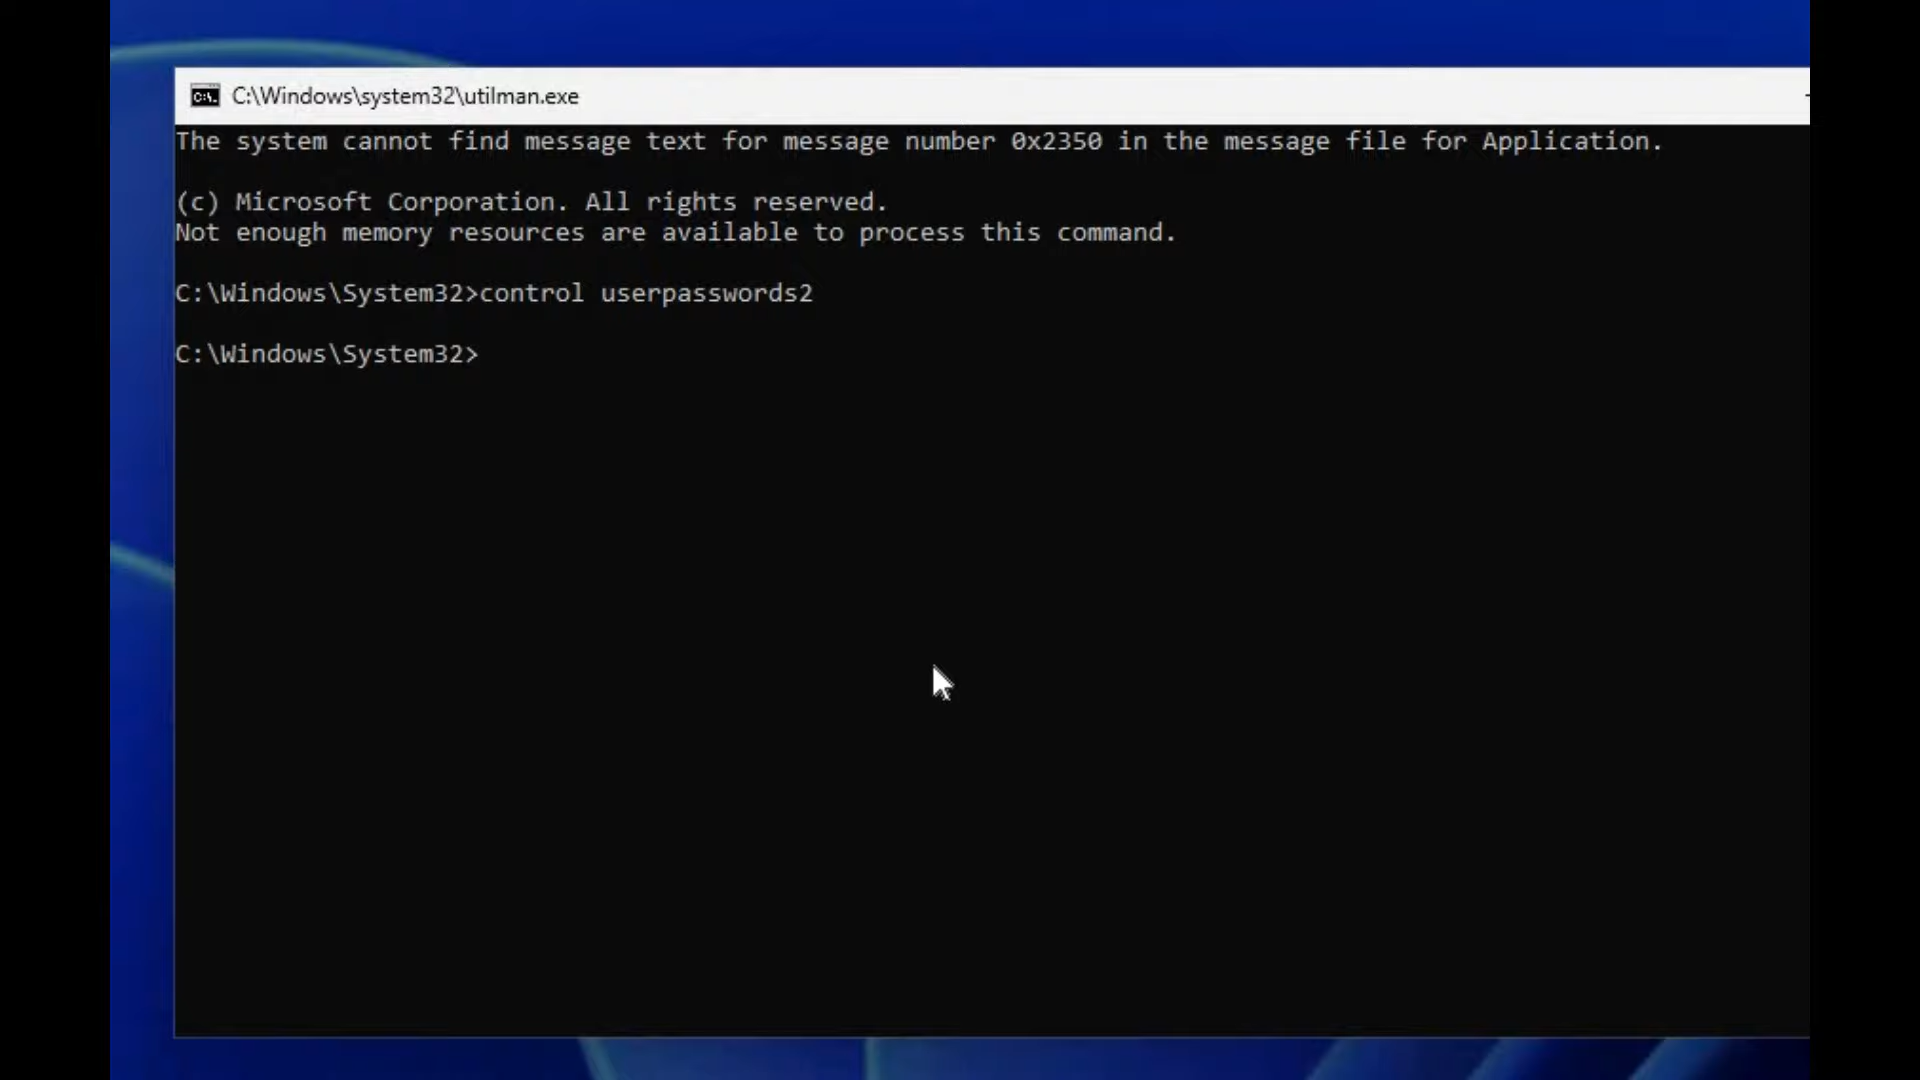 C:\Windows\system32\utilman.exe
The system cannot find message text for message number 0x2350 in the message file for Application.
(c) Microsoft Corporation. All rights reserved.
Not enough memory resources are available to process this command.
C:\Windows\System32>control userpasswords2
C:\Windows\System32>